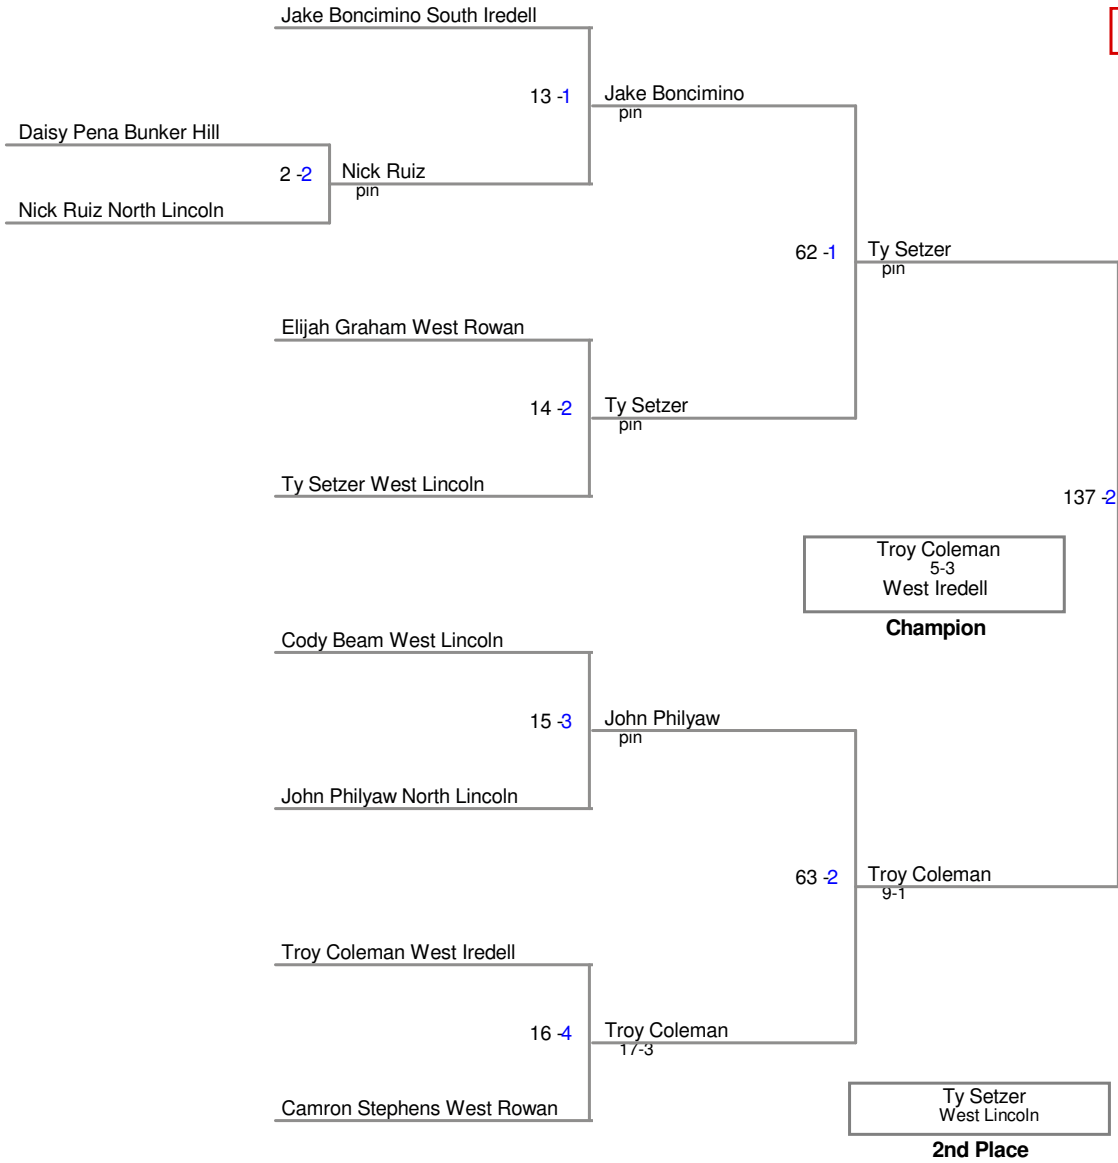 Jake Boncimino South Iredell
13 -1
Jake Boncimino
pin
Daisy Pena Bunker Hill
2 -2
Nick Ruiz
pin
Nick Ruiz North Lincoln
62 -1
Ty Setzer
pin
Elijah Graham West Rowan
14 -2
Ty Setzer
pin
Ty Setzer West Lincoln
137 -2
Troy Coleman
5-3
West Iredell
Champion
Cody Beam West Lincoln
15 -3
John Philyaw
pin
John Philyaw North Lincoln
63 -2
Troy Coleman
9-1
Troy Coleman West Iredell
16 -4
Troy Coleman
17-3
Camron Stephens West Rowan
Ty Setzer
West Lincoln
2nd Place